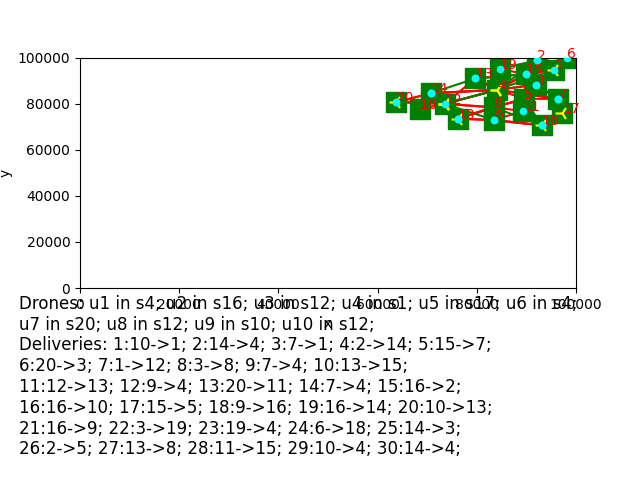 100000
80000
60000
40000
20000
0
y
2
6
0 20000 40000 60000 80000 100000
x
Drones: u1 in s4; u2 in s16; u3 in s12; u4 in s1; u5 in s17; u6 in s4;
u7 in s20; u8 in s12; u9 in s10; u10 in s12;
Deliveries: 1:10->1; 2:14->4; 3:7->1; 4:2->14; 5:15->7;
6:20->3; 7:1->12; 8:3->8; 9:7->4; 10:13->15;
11:12->13; 12:9->4; 13:20->11; 14:7->4; 15:16->2;
16:16->10; 17:15->5; 18:9->16; 19:16->14; 20:10->13;
21:16->9; 22:3->19; 23:19->4; 24:6->18; 25:14->3;
26:2->5; 27:13->8; 28:11->15; 29:10->4; 30:14->4;